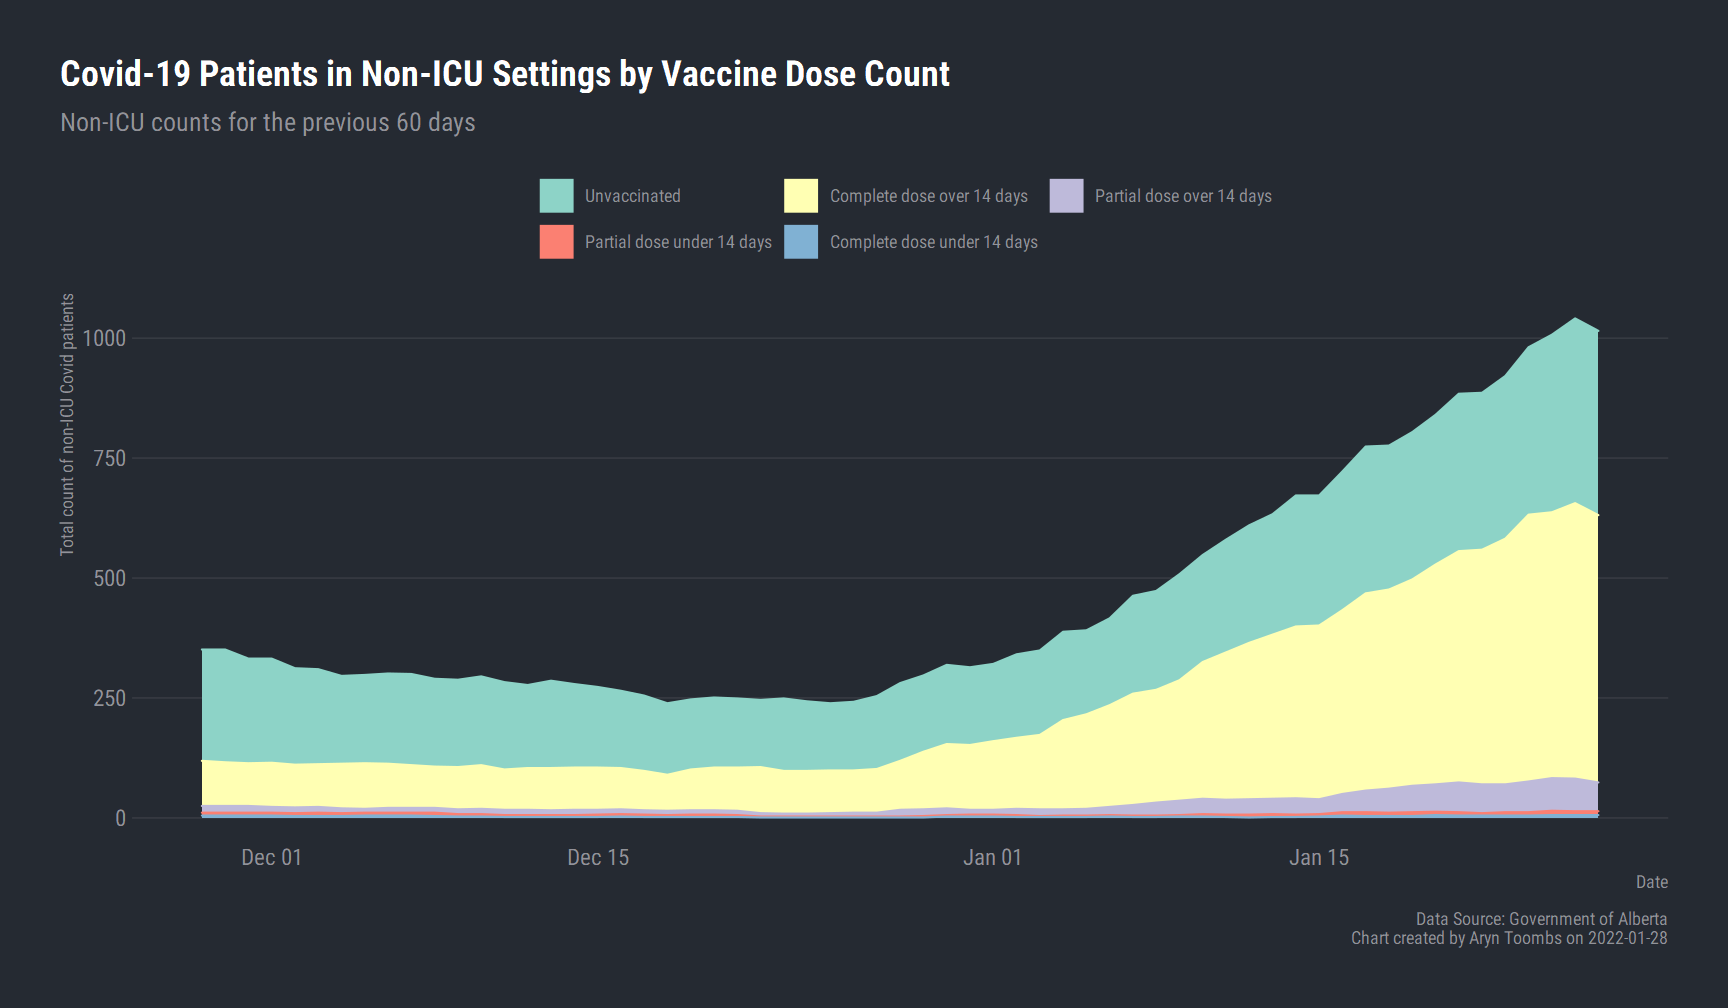 Covid-19 Patients in Non-ICU Settings by Vaccine Dose Count
Non-ICU counts for the previous 60 days
Unvaccinated
Complete dose over 14 days
Partial dose over 14 days
Partial dose under 14 days
Complete dose under 14 days
Total count of non-ICU Covid patients
1000
750
500
250
0
Dec 01
Dec 15
Jan 01
Jan 15
Date
Data Source: Government of Alberta
Chart created by Aryn Toombs on 2022-01-28